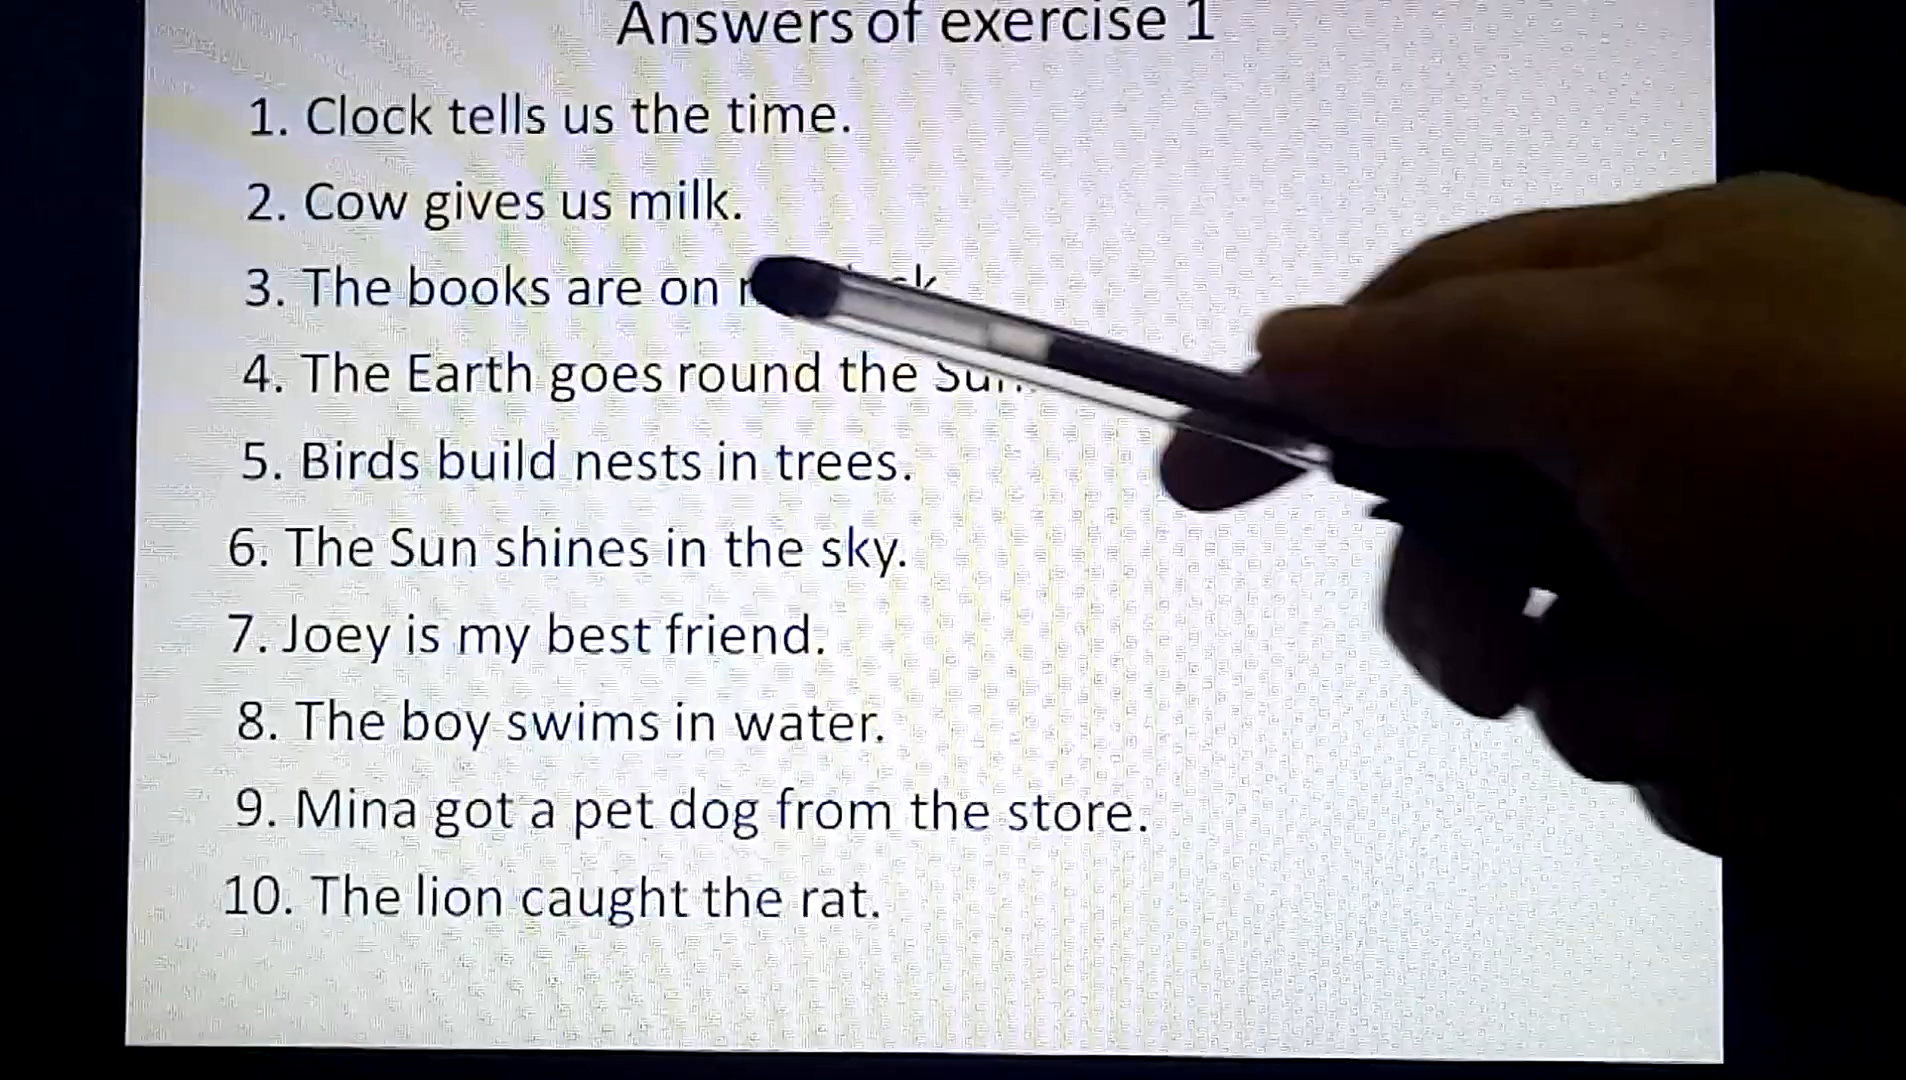 Answers of exercise 1
1. Clock tells us the time.
2. Cow gives us milk.
3. The books are on
4. The Earth goes round the
5. Birds build nests in trees.
6. The Sun shines in the sky.
7. Joey is my best friend.
8. The boy swims in water.
9. Mina got a pet dog from the store.
10. The lion caught the rat.